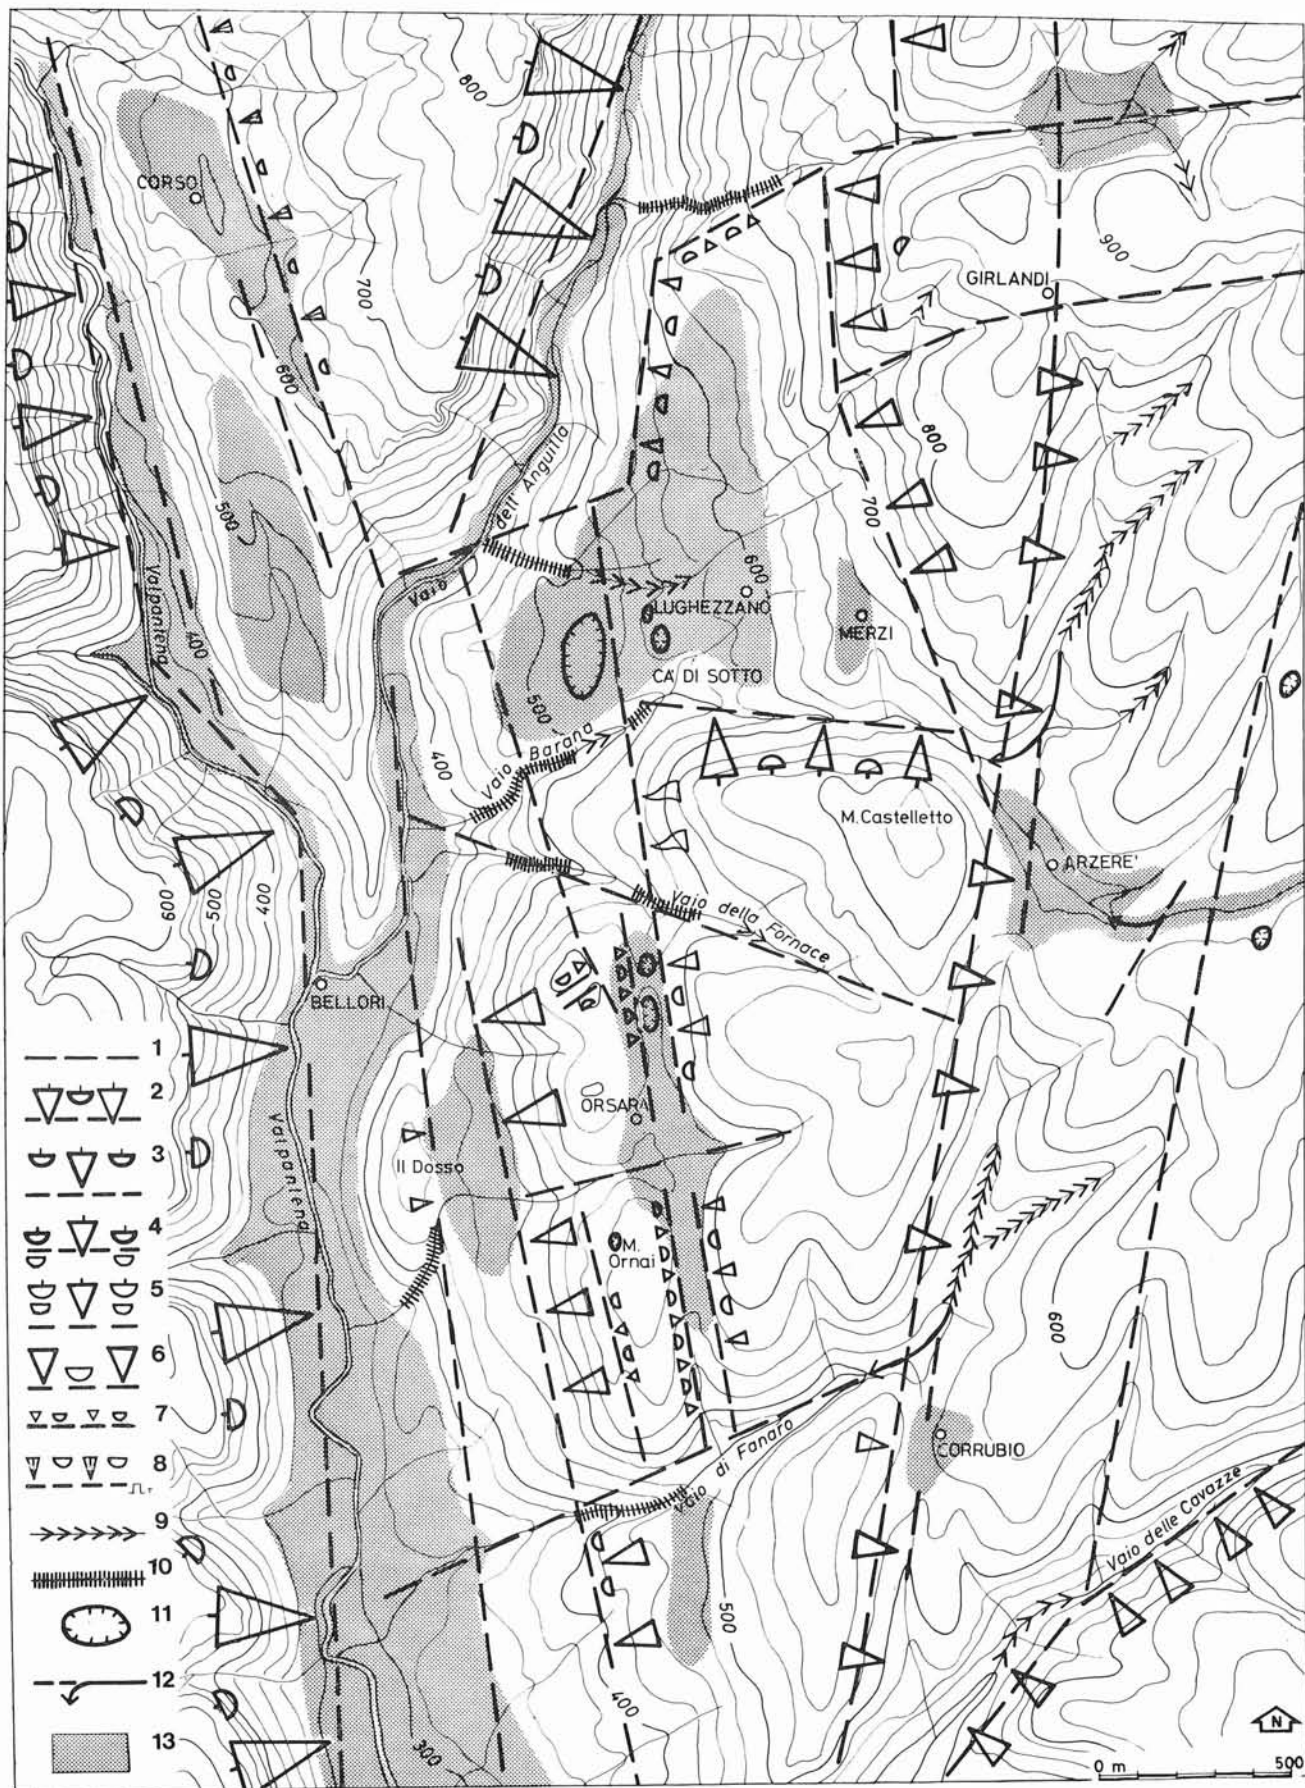 800
CORSO
900
GIRLANDI
700
600
800
dell' Anguilla
500
700
Vaio
600
Valpantena
LUGHEZZANO
400
MERZI
CA' DI SOTTO
500
Vaio Barana
400
M. Castelletto
ARZERE'
600
500
400
Vaio della Fornace
BELLORI
1
2
ORSARA
Valpantena
3
Il Dosso
4
M. Ornai
5
600
6
7
Vaio di Fanaro
CORRUBIO
8
Vaio delle Cavazze
9
10
11
500
12
400
N
13
300
0 m 500